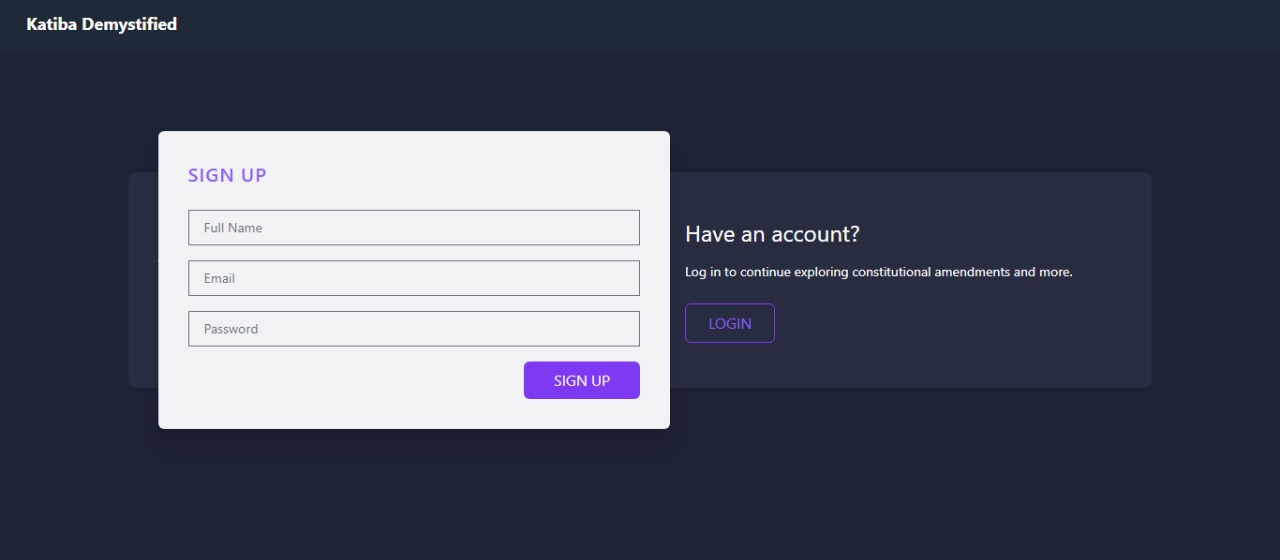 Katiba Demystified
SIGN UP
Full Name
Email
Password
SIGN UP
Have an account?
Log in to continue exploring constitutional amendments and more.
LOGIN